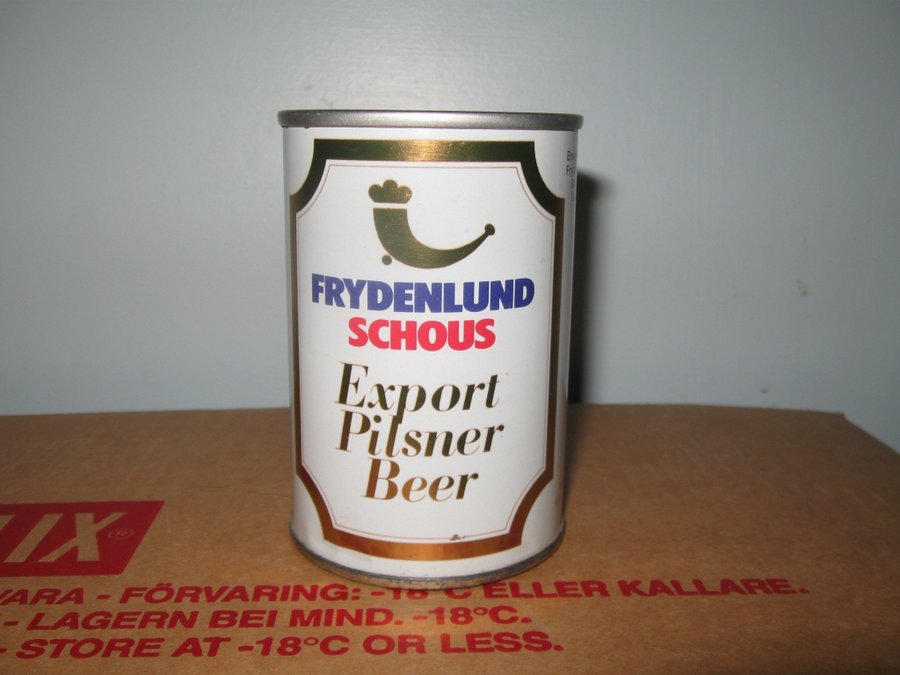 FRYDENLUND
SCHOUS
Export
Pilsner
Beer
IX
VARA - FÖRVARING: -18°C ELLER KALLARE.
- LAGERN BEI MIND. -18°C.
- STORE AT -18°C OR LESS.